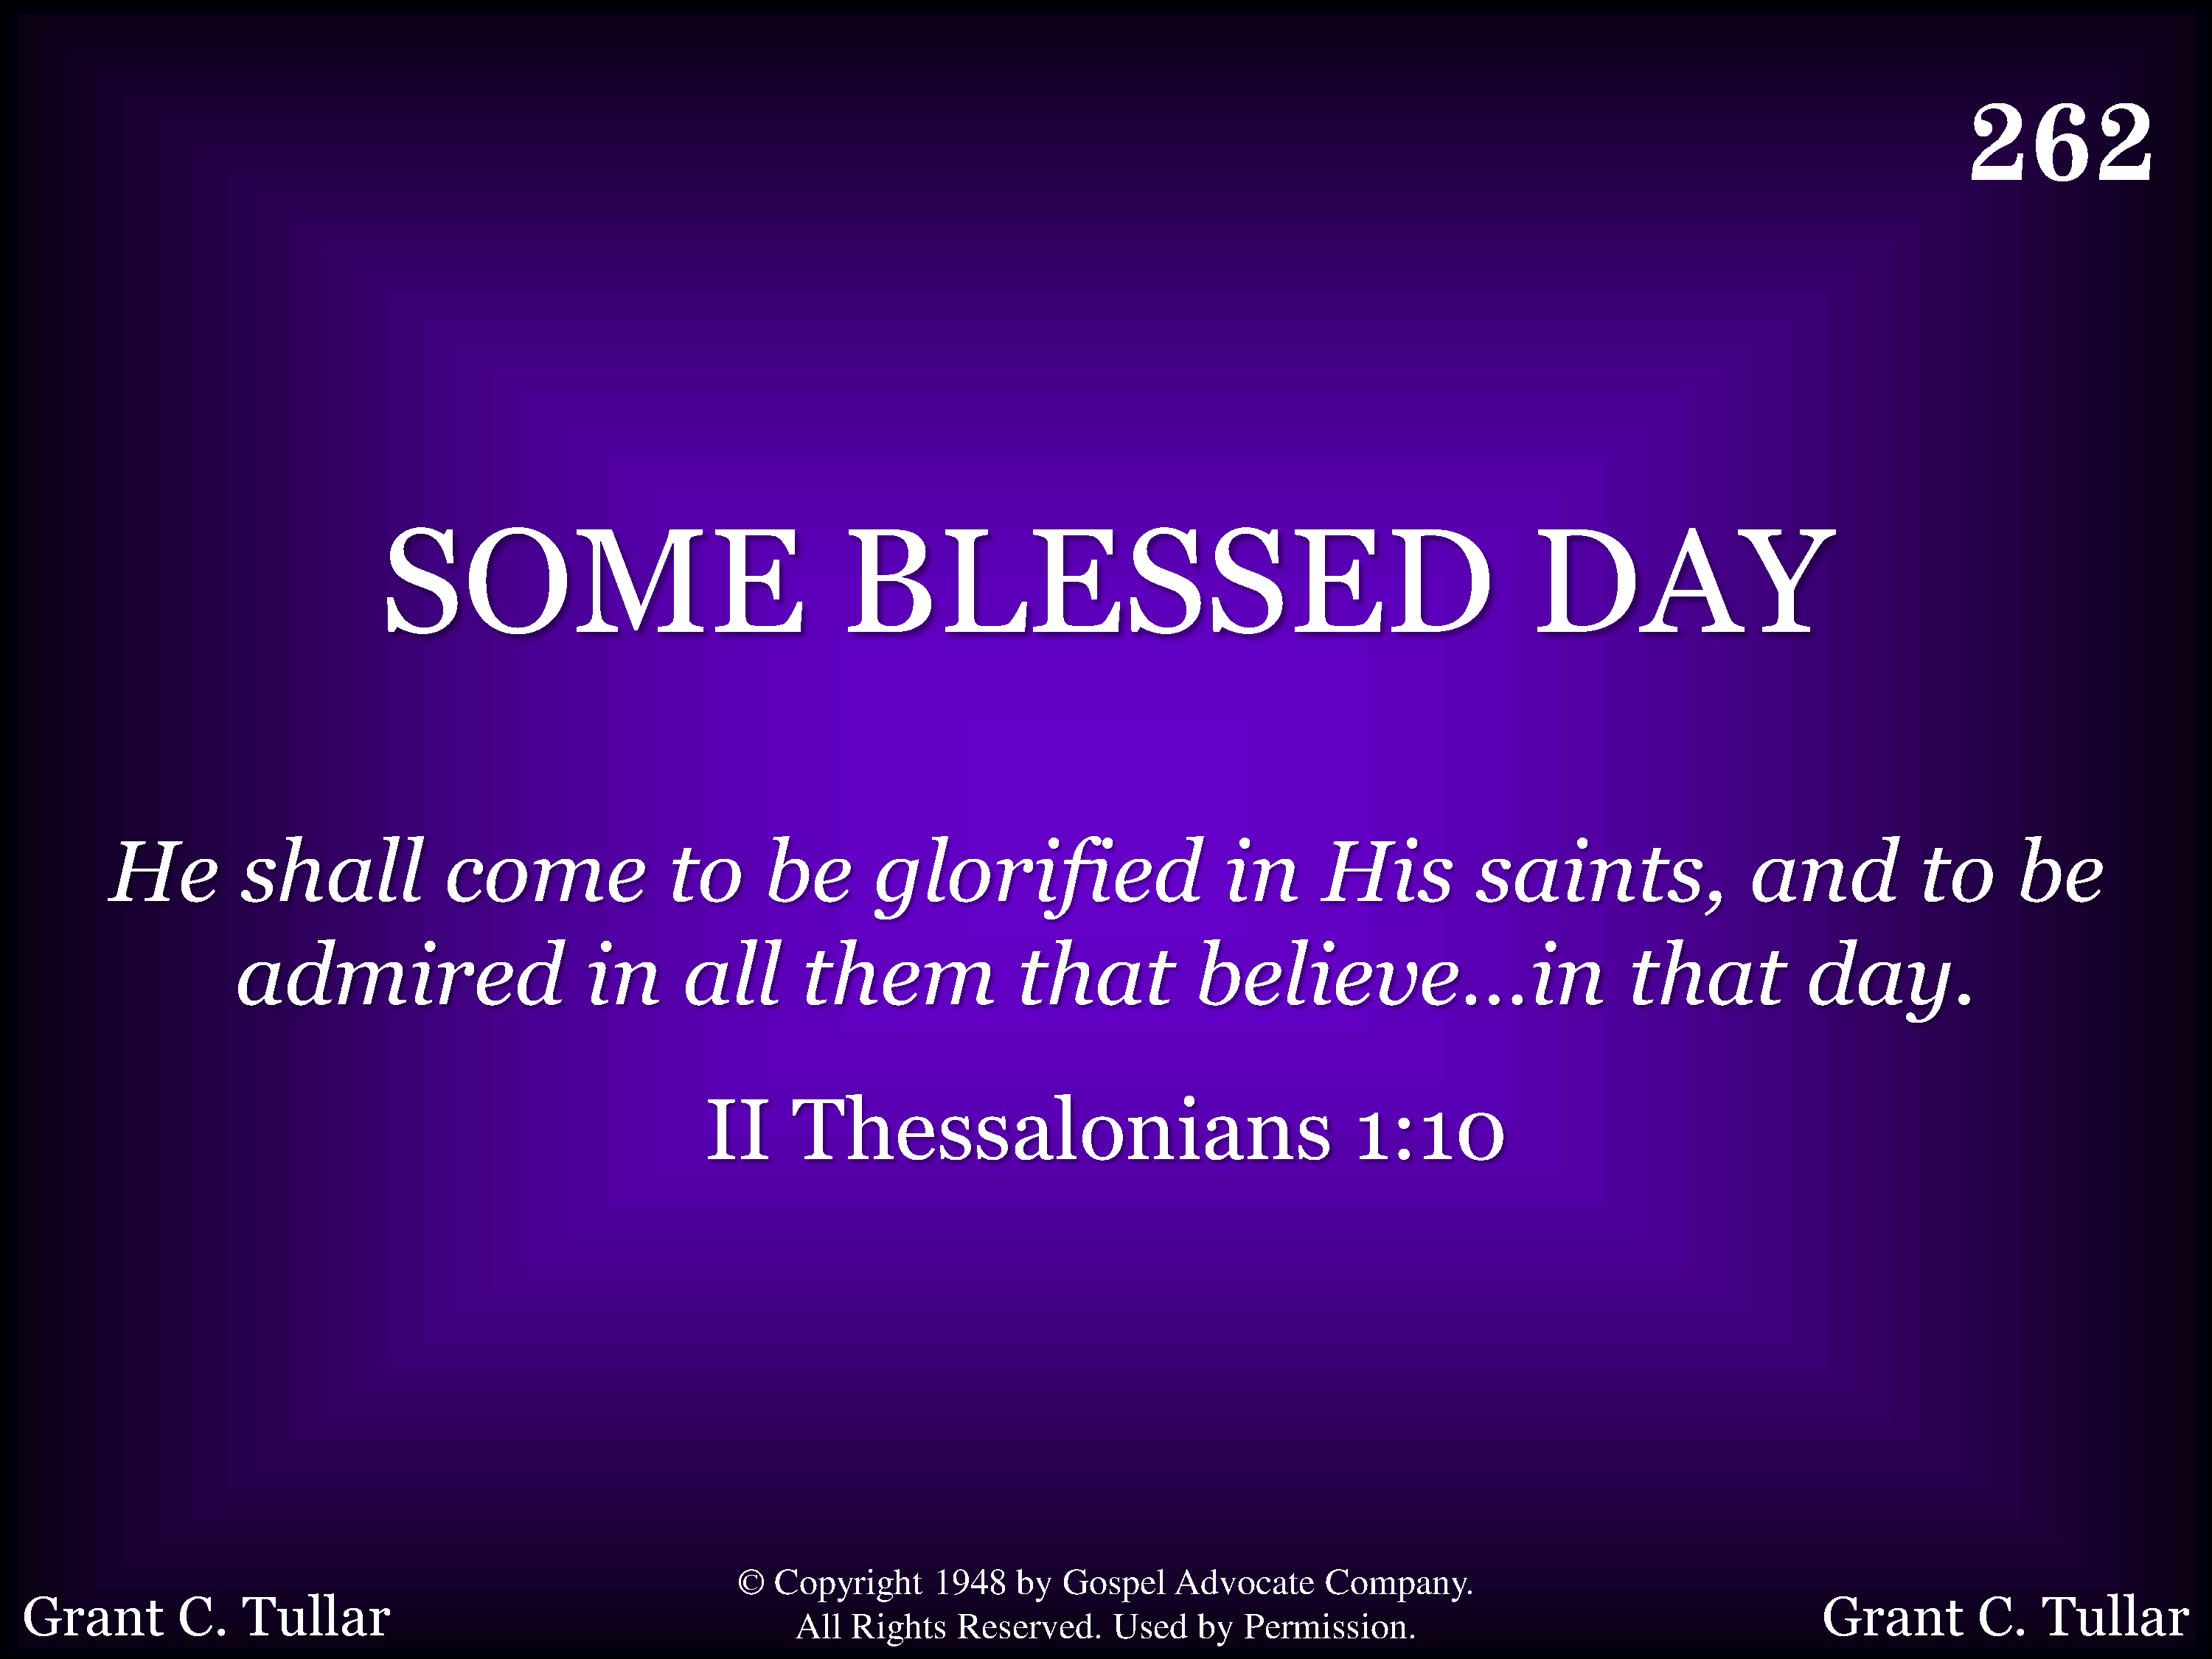 262
SOME BLESSED DAY
He shall come to be glorified in His saints, and to be
admired in all them that believe...in that day.
II Thessalonians 1:10
© Copyright 1948 by Gospel Advocate Company.
All Rights Reserved. Used by Permission.
Grant C. Tullar
Grant C. Tullar